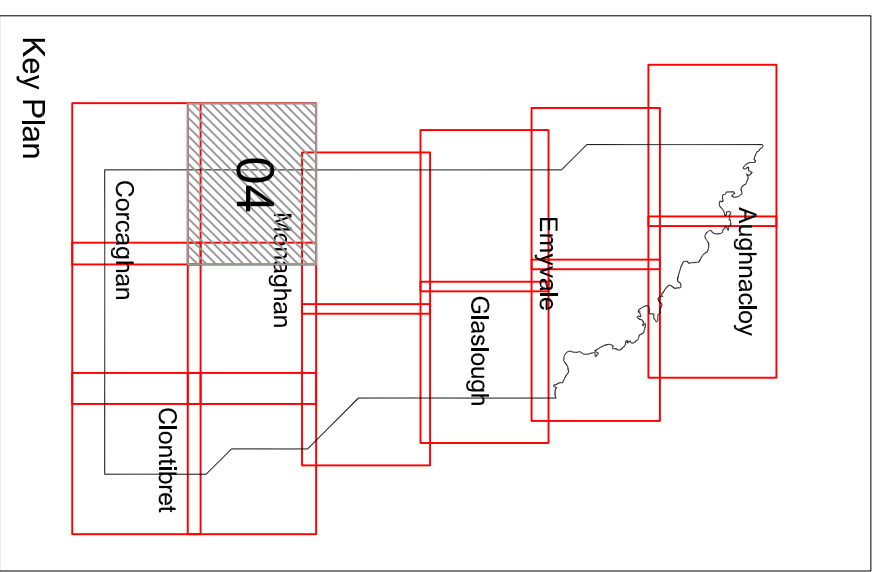 Key Plan
Aughnacloy
Emyvale
Glaslough
Monaghan
04
Clontibret
Corcaghan